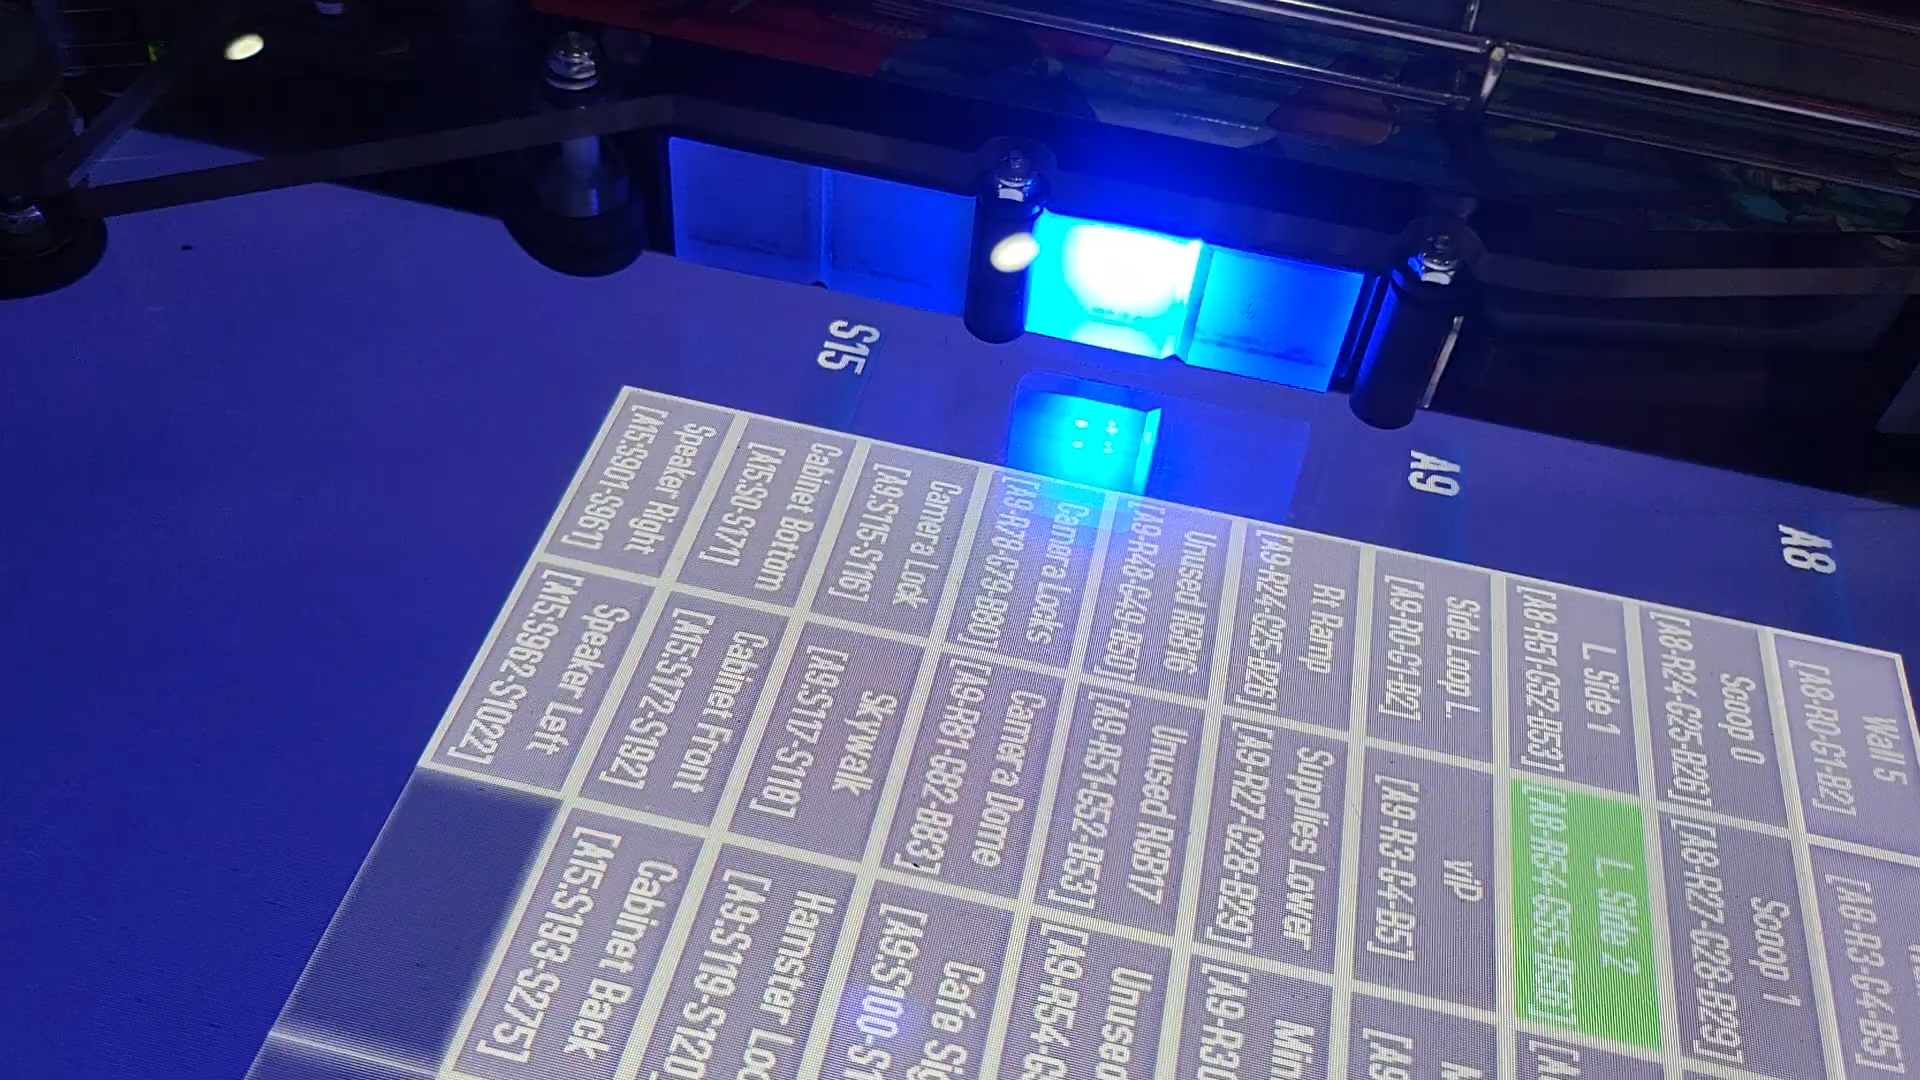 A8
Wall 5
[A8-R0-G1-B2]
[A8-R3-G4-B5]
Scoop 0
[A8-R24-G25-B26]
Scoop 1
[A8-R27-G28-B29]
L Side 1
[A8-R51-G52-B53]
L Side 2
[A8-R54-G55-B56]
A9
Side Loop L.
[A9-R0-G1-B2]
VIP
[A9-R3-G4-B5]
Rt Ramp
[A9-R24-G25-B26]
Supplies Lower
[A9-R27-G28-B29]
Unused RGB16
[A9-R48-G49-B50]
Unused RGB17
[A9-R51-G52-B53]
Camera Locks
[A9-R78-G79-B80]
Camera Done
[A9-R81-G82-B83]
Camera Lock
[A9:S115-S116]
Skywalk
[A9:S117-S118]
S15
Cabinet Bottom
[A15:S0-S171]
Cabinet Front
[A15:S172-S192]
Cabinet Back
[A15:S193-S275]
Speaker Right
[A15:S901-S961]
Speaker Left
[A15:S962-S1022]